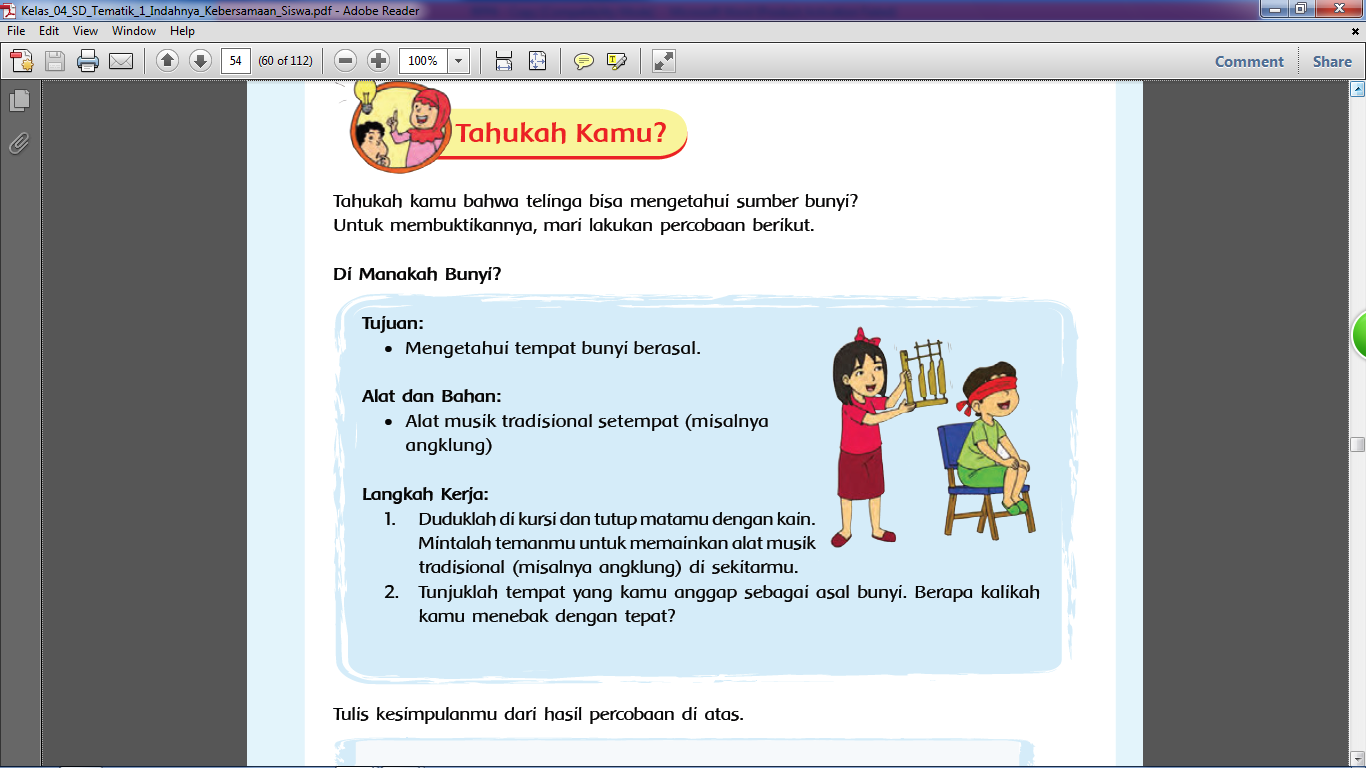 Kelas_04_SD_Tematik_1_Indahnya_Kebersamaan_Siswa.pdf - Adobe Reader
File Edit View Window Help
54 (60 of 112) 100% Comment Share
Tahukah Kamu?
Tahukah kamu bahwa telinga bisa mengetahui sumber bunyi?
Untuk membuktikannya, mari lakukan percobaan berikut.
Di Manakah Bunyi?
Tujuan:
• Mengetahui tempat bunyi berasal.
Alat dan Bahan:
• Alat musik tradisional setempat (misalnya
angklung)
Langkah Kerja:
1. Duduklah di kursi dan tutup matamu dengan kain.
Mintalah temanmu untuk memainkan alat musik
tradisional (misalnya angklung) di sekitarmu.
2. Tunjuklah tempat yang kamu anggap sebagai asal bunyi. Berapa kalikah
kamu menebak dengan tepat?
Tulis kesimpulanmu dari hasil percobaan di atas.